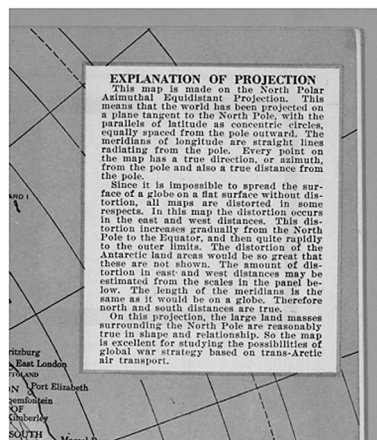 EXPLANATION OF PROJECTION
This map is made on the North Polar
Azimuthal Equidistant Projection. This
means that the world has been projected on
a plane tangent to the North Pole, with the
parallels of latitude as concentric circles,
equally spaced from the pole outward. The
meridians of longitude are straight lines
radiating from the pole. Every point on
the map has a true direction, or azimuth,
from the pole and also a true distance from
the pole.
Since it is impossible to spread the sur-
face of a globe on a flat surface without dis-
tortion, all maps are distorted in some
respects. In this map the distortion occurs
in the east and west distances. This dis-
tortion increases gradually from the North
Pole to the Equator, and then quite rapidly
to the outer limits. The distortion of the
Antarctic land areas would be so great that
these are not shown. The amount of dis-
tortion in east and west distances may be
estimated from the scales in the panel be-
low. The length of the meridians is the
same as it would be on a globe. Therefore
north and south distances are true.
On this projection, the large land masses
surrounding the North Pole are reasonably
true in shape and relationship. So the map
is excellent for studying the possibilities of
global war strategy based on trans-Arctic
air transport.
ARD I
ritzburg
East London
TOLAND
ON Port Elizabeth
oemfontein
OF
Kimberley
SOUTH